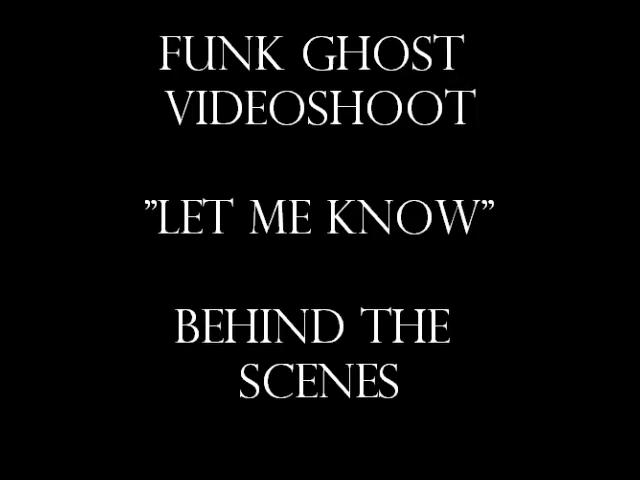 FUNK GHOST
VIDEOSHOOT
"LET ME KNOW"
BEHIND THE
SCENES